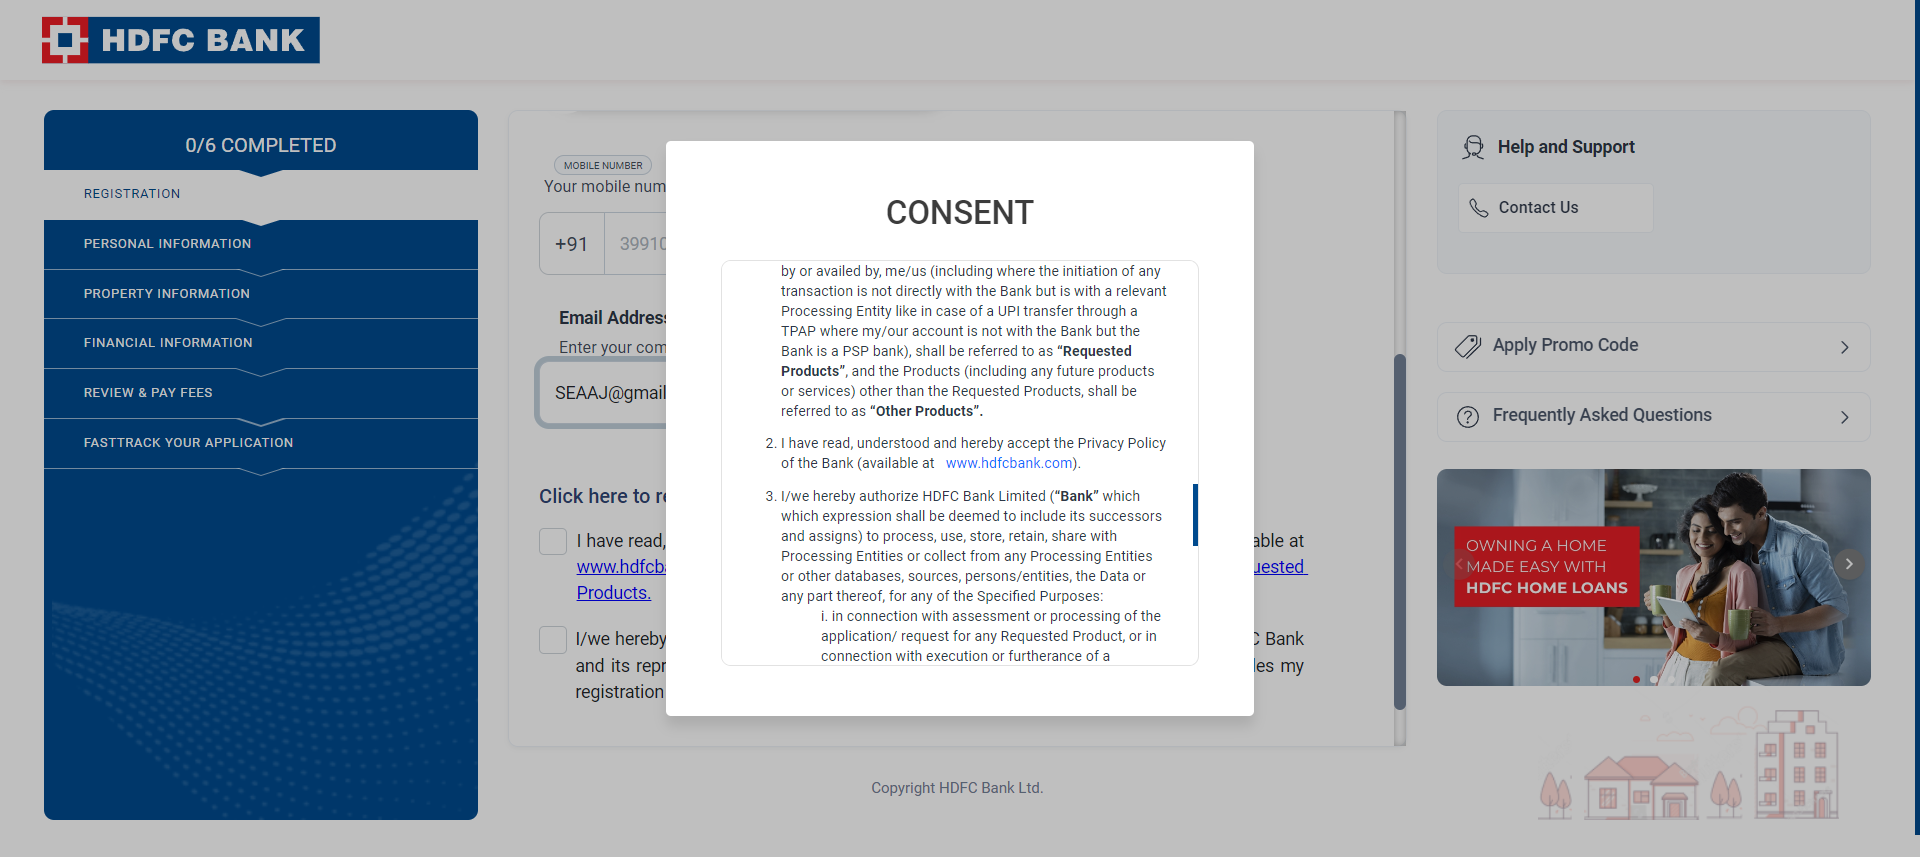 HDFC BANK
0/6 COMPLETED
REGISTRATION
PERSONAL INFORMATION
PROPERTY INFORMATION
FINANCIAL INFORMATION
REVIEW & PAY FEES
FASTTRACK YOUR APPLICATION
MOBILE NUMBER
Your mobile num
+91
39910
Email Address
Enter your com
SEAAJ@gmail
Click here to re
I have read,
able at
www.hdfcba
uested
Products.
I/we hereby
C Bank
and its repr
les my
registration
CONSENT
by or availed by, me/us (including where the initiation of any
transaction is not directly with the Bank but is with a relevant
Processing Entity like in case of a UPI transfer through a
TPAP where my/our account is not with the Bank but the
Bank is a PSP bank), shall be referred to as “Requested
Products”, and the Products (including any future products
or services) other than the Requested Products, shall be
referred to as “Other Products”.
2. I have read, understood and hereby accept the Privacy Policy
of the Bank (available at www.hdfcbank.com).
3. I/we hereby authorize HDFC Bank Limited (“Bank” which
which expression shall be deemed to include its successors
and assigns) to process, use, store, retain, share with
Processing Entities or collect from any Processing Entities
or other databases, sources, persons/entities, the Data or
any part thereof, for any of the Specified Purposes:
i. in connection with assessment or processing of the
application/ request for any Requested Product, or in
connection with execution or furtherance of a
Help and Support
Contact Us
Apply Promo Code
Frequently Asked Questions
OWNING A HOME
MADE EASY WITH
HDFC HOME LOANS
Copyright HDFC Bank Ltd.